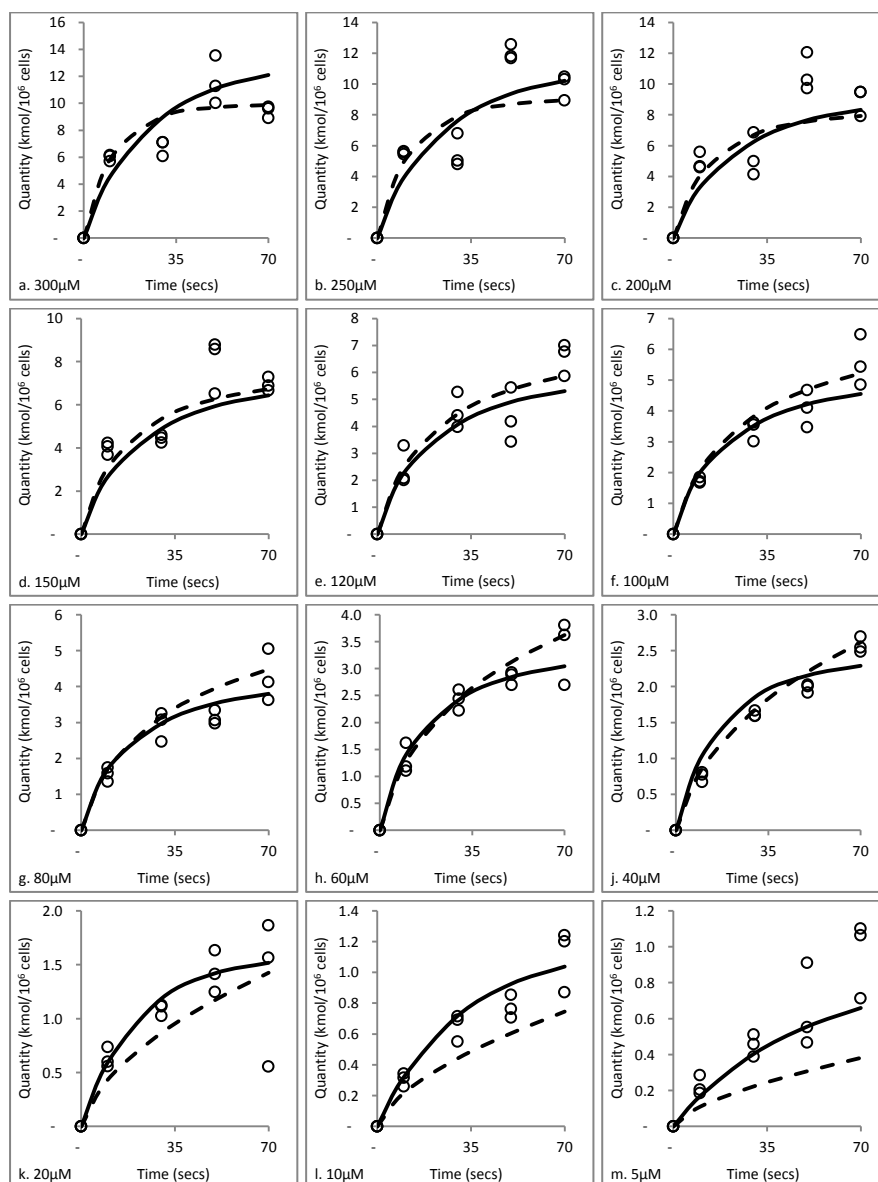 Quantity (kmol/10⁶ cells)
16
14
12
10
8
6
4
2
-
- 35 70
a. 300µM Time (secs)
Quantity (kmol/10⁶ cells)
14
12
10
8
6
4
2
-
- 35 70
b. 250µM Time (secs)
Quantity (kmol/10⁶ cells)
14
12
10
8
6
4
2
-
- 35 70
c. 200µM Time (secs)
Quantity (kmol/10⁶ cells)
10
8
6
4
2
-
- 35 70
d. 150µM Time (secs)
Quantity (kmol/10⁶ cells)
8
7
6
5
4
3
2
1
-
- 35 70
e. 120µM Time (secs)
Quantity (kmol/10⁶ cells)
7
6
5
4
3
2
1
-
- 35 70
f. 100µM Time (secs)
Quantity (kmol/10⁶ cells)
6
5
4
3
2
1
-
- 35 70
g. 80µM Time (secs)
Quantity (kmol/10⁶ cells)
4.0
3.5
3.0
2.5
2.0
1.5
1.0
0.5
-
- 35 70
h. 60µM Time (secs)
Quantity (kmol/10⁶ cells)
3.0
2.5
2.0
1.5
1.0
0.5
-
- 35 70
j. 40µM Time (secs)
Quantity (kmol/10⁶ cells)
2.0
1.5
1.0
0.5
-
- 35 70
k. 20µM Time (secs)
Quantity (kmol/10⁶ cells)
1.4
1.2
1.0
0.8
0.6
0.4
0.2
-
- 35 70
l. 10µM Time (secs)
Quantity (kmol/10⁶ cells)
1.2
1.0
0.8
0.6
0.4
0.2
-
- 35 70
m. 5µM Time (secs)